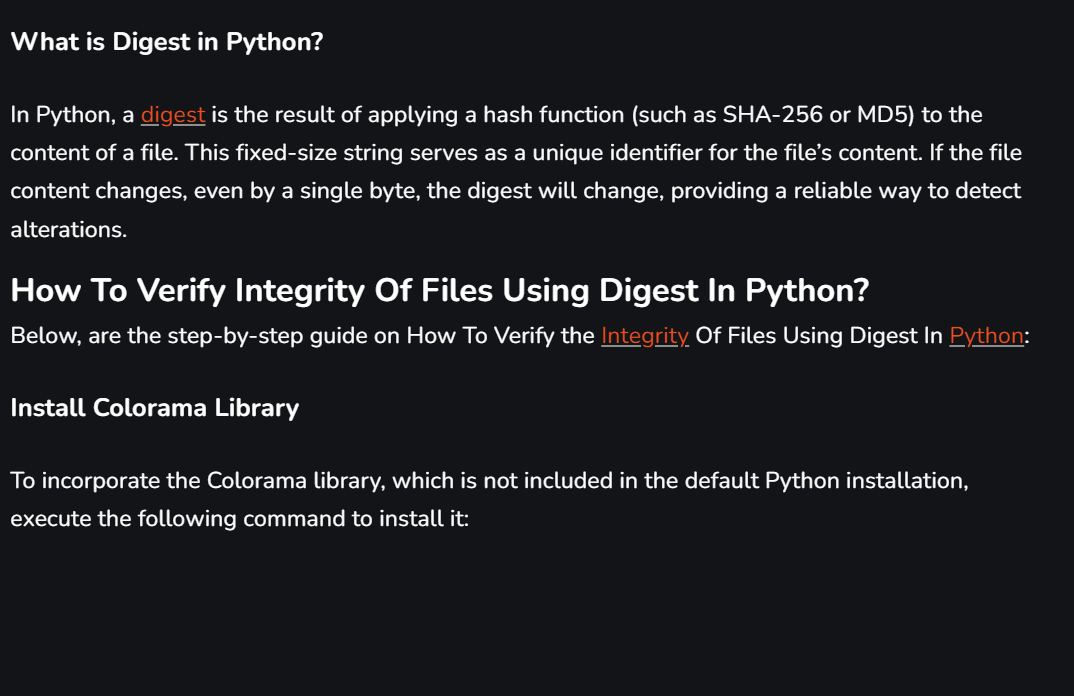 What is Digest in Python?
In Python, a digest is the result of applying a hash function (such as SHA-256 or MD5) to the
content of a file. This fixed-size string serves as a unique identifier for the file’s content. If the file
content changes, even by a single byte, the digest will change, providing a reliable way to detect
alterations.
How To Verify Integrity Of Files Using Digest In Python?
Below, are the step-by-step guide on How To Verify the Integrity Of Files Using Digest In Python:
Install Colorama Library
To incorporate the Colorama library, which is not included in the default Python installation,
execute the following command to install it: